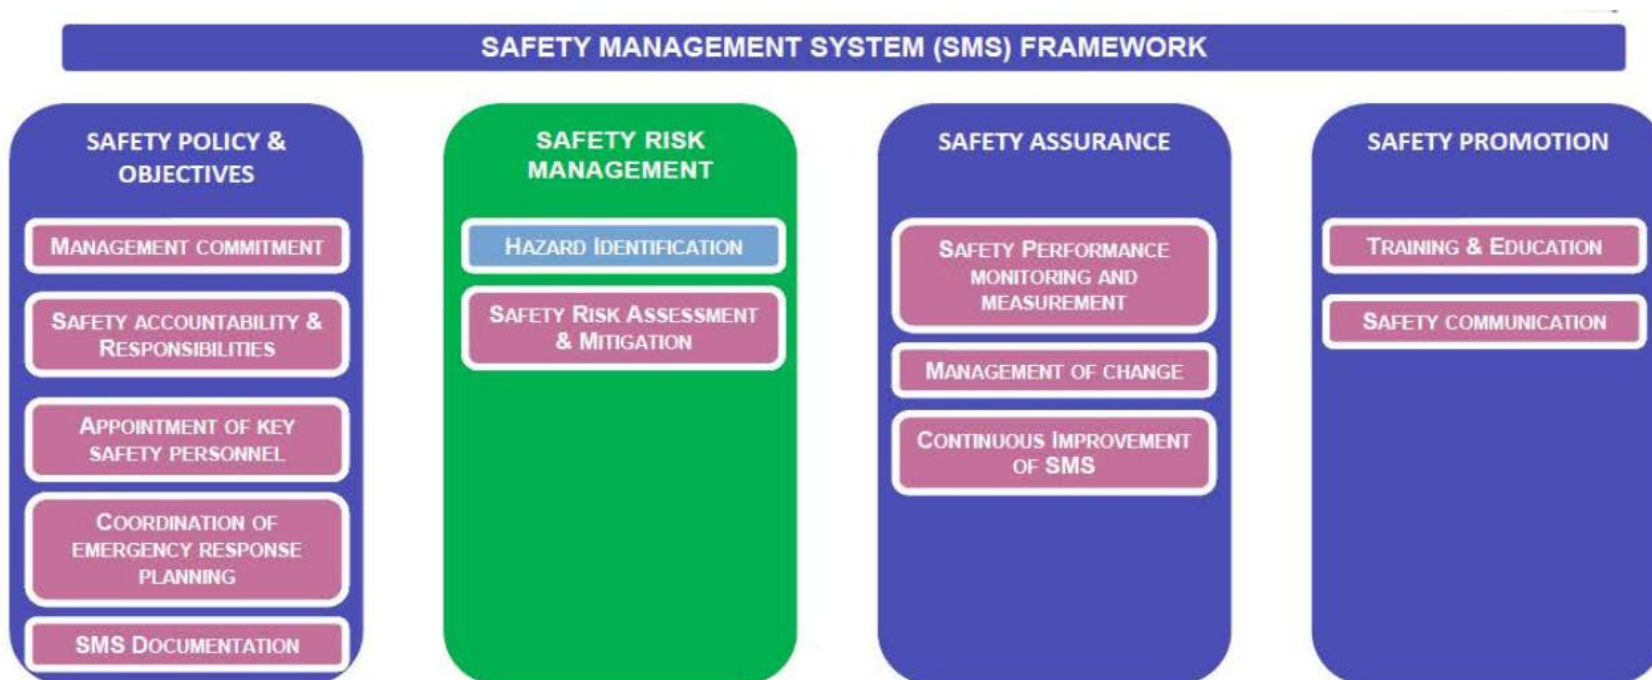 SAFETY MANAGEMENT SYSTEM (SMS) FRAMEWORK
SAFETY POLICY &
OBJECTIVES
MANAGEMENT COMMITMENT
SAFETY ACCOUNTABILITY &
RESPONSIBILITIES
APPOINTMENT OF KEY
SAFETY PERSONNEL
COORDINATION OF
EMERGENCY RESPONSE
PLANNING
SMS DOCUMENTATION
SAFETY RISK
MANAGEMENT
HAZARD IDENTIFICATION
SAFETY RISK ASSESSMENT
& MITIGATION
SAFETY ASSURANCE
SAFETY PERFORMANCE
MONITORING AND
MEASUREMENT
MANAGEMENT OF CHANGE
CONTINUOUS IMPROVEMENT
OF SMS
SAFETY PROMOTION
TRAINING & EDUCATION
SAFETY COMMUNICATION